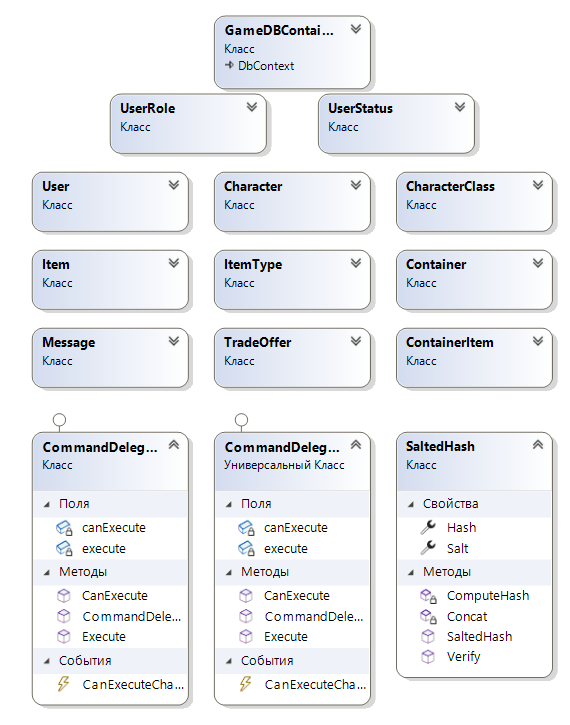 GameDBContai...
Класс
DbContext
UserRole
Класс
UserStatus
Класс
User
Класс
Character
Класс
CharacterClass
Класс
Item
Класс
ItemType
Класс
Container
Класс
Message
Класс
TradeOffer
Класс
ContainerItem
Класс
CommandDeleg...
Класс
Поля
canExecute
execute
Методы
CanExecute
CommandDele...
Execute
События
CanExecuteCha...
CommandDeleg...
Универсальный Класс
Поля
canExecute
execute
Методы
CanExecute
CommandDele...
Execute
События
CanExecuteCha...
SaltedHash
Класс
Свойства
Hash
Salt
Методы
ComputeHash
Concat
SaltedHash
Verify